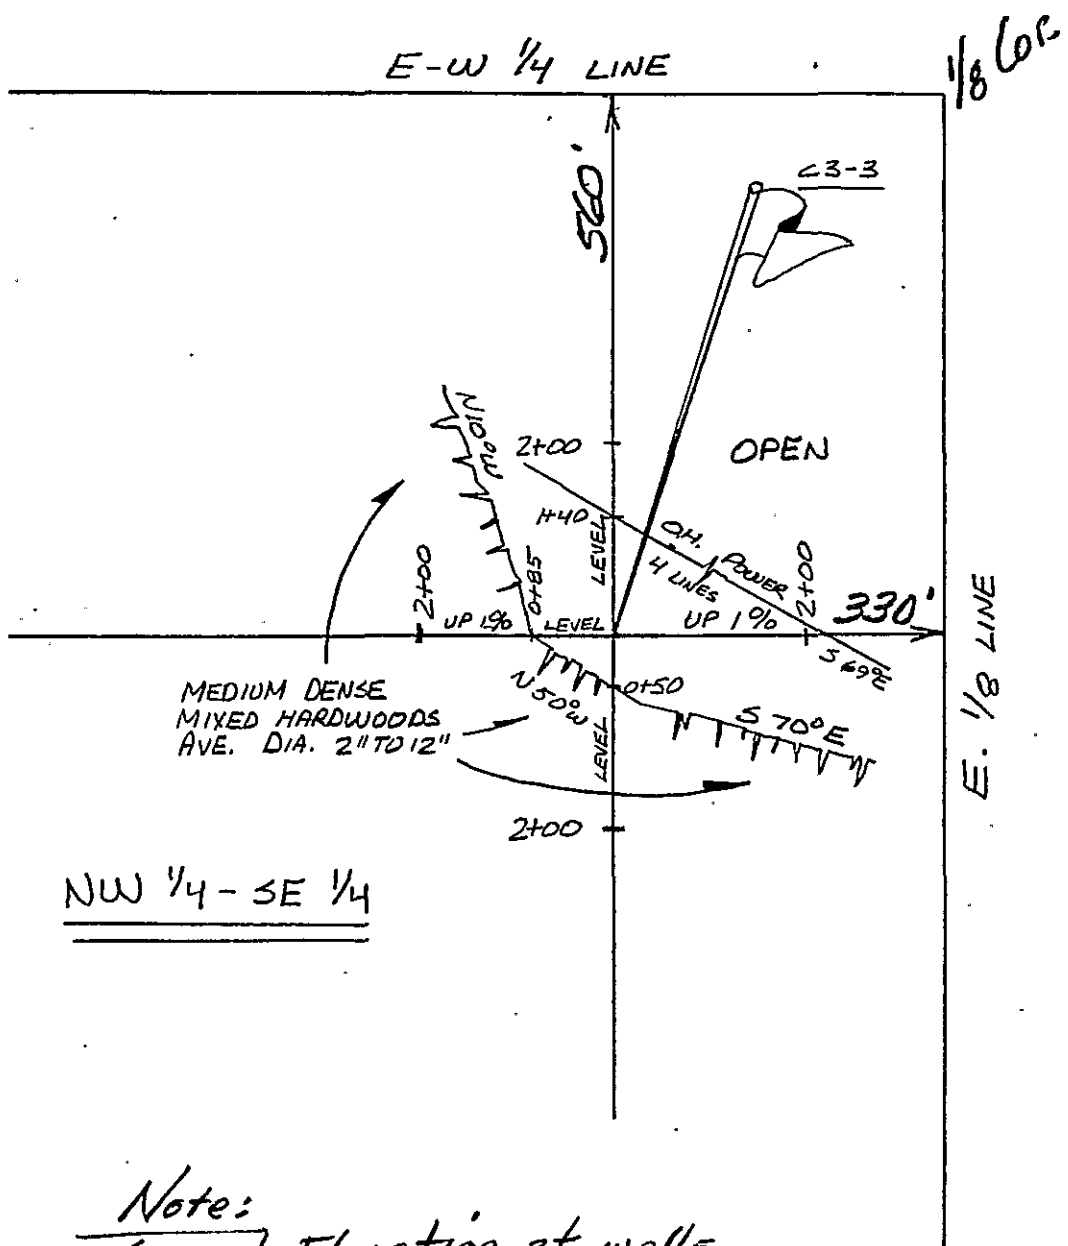 E-W 1/4 LINE
1/8 Cor.
560'
C3-3
N10°W
2+00
OPEN
1+40
LEVEL
O.H. POWER
4 LINES
2+00
0+85
2+00
330'
UP 1%
LEVEL
UP 1%
S 69°E
E. 1/8 LINE
MEDIUM DENSE
MIXED HARDWOODS
AVE. DIA. 2" TO 12"
N 50°W
0+50
S 70°E
LEVEL
2+00
NW 1/4 - SE 1/4
Note:
Elevation at wells